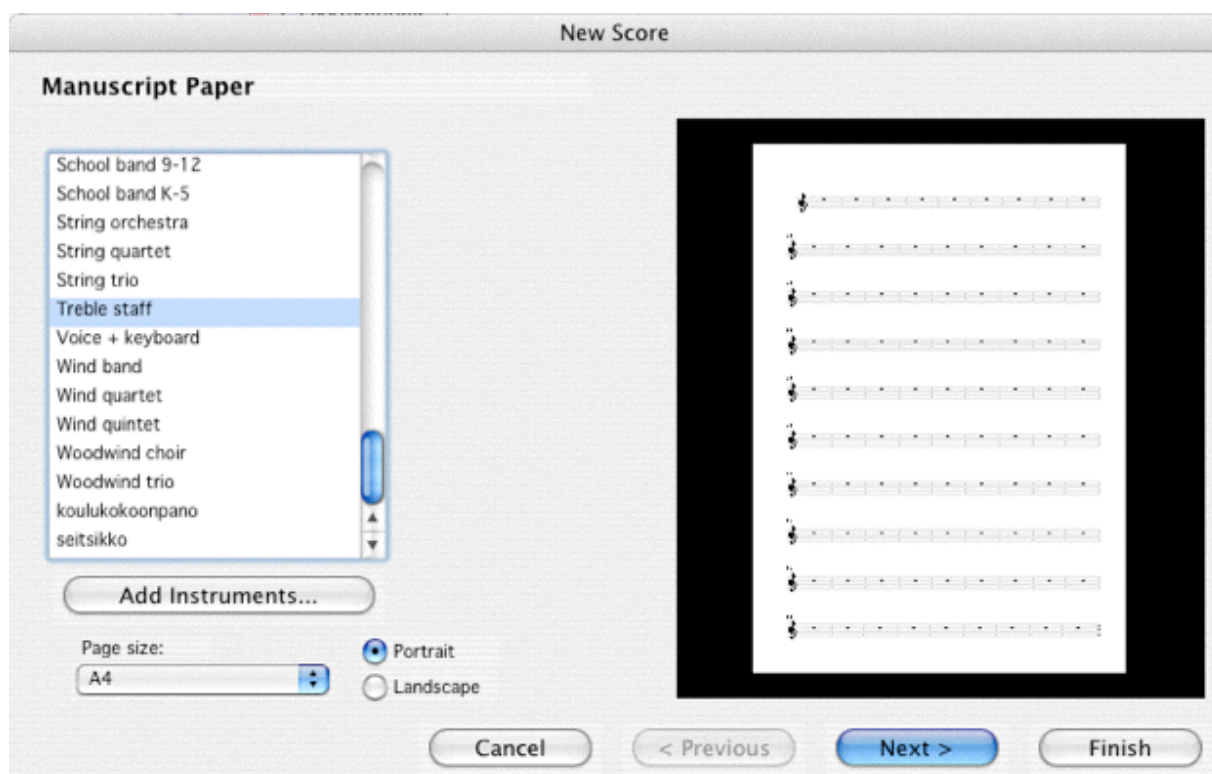 New Score
Manuscript Paper
School band 9-12
School band K-5
String orchestra
String quartet
String trio
Treble staff
Voice + keyboard
Wind band
Wind quartet
Wind quintet
Woodwind choir
Woodwind trio
koulukokoonpano
seitsikko
Add Instruments...
Page size:
A4
Portrait
Landscape
Cancel
< Previous
Next >
Finish